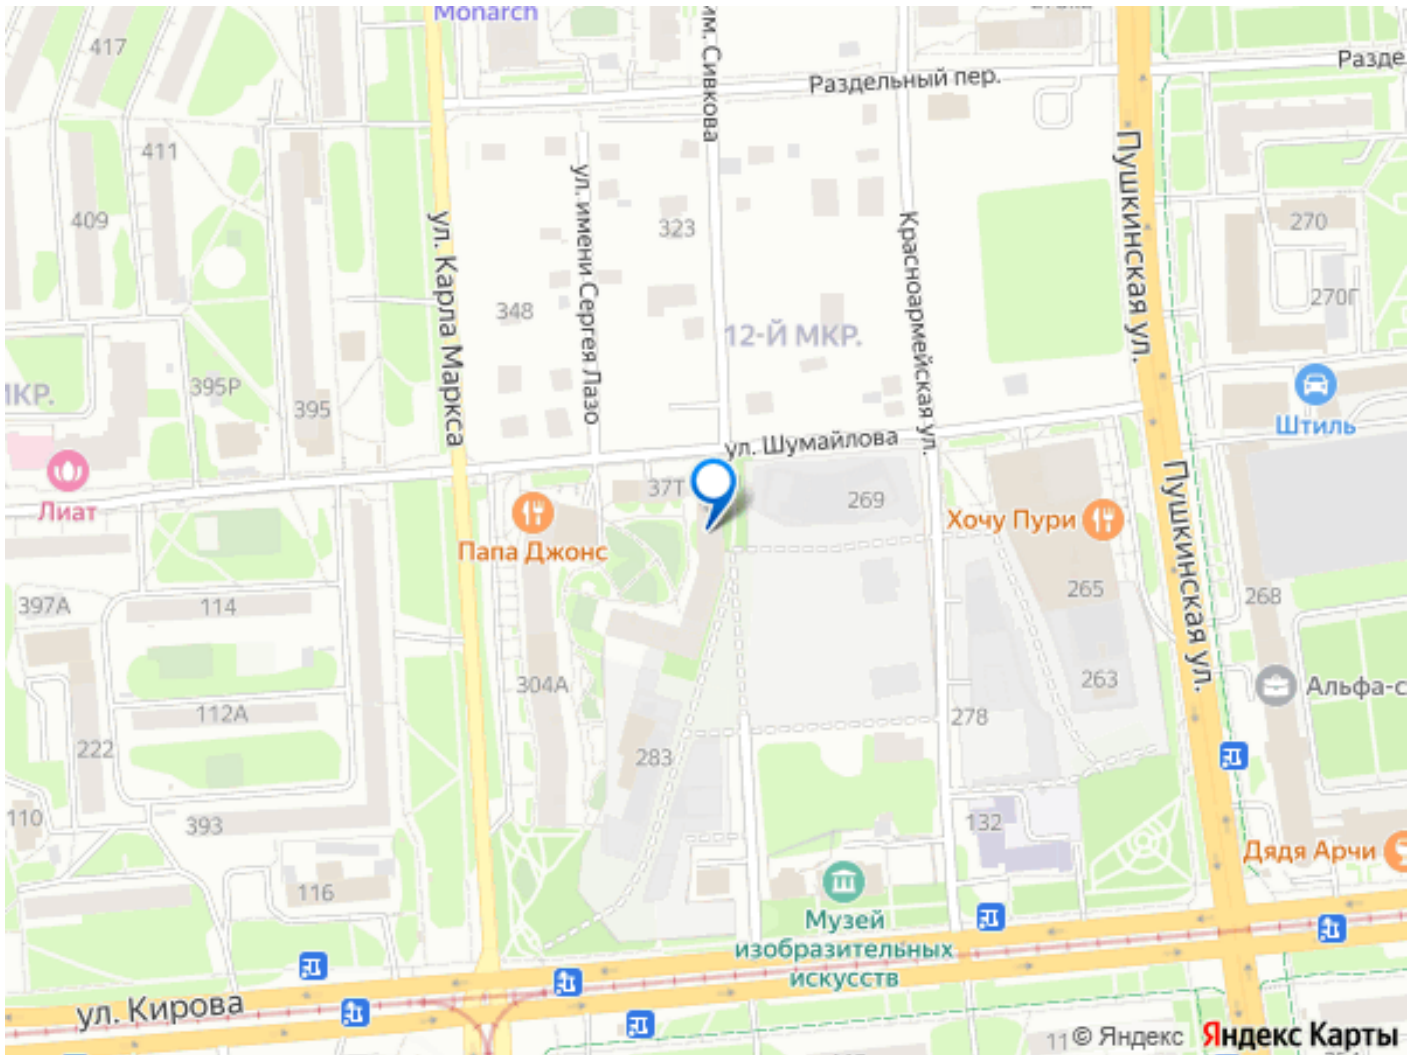 Monarch
417
им. Сивкова
Раздельный пер.
Разде
411
409
ул. Карла Маркса
ул. имени Сергея Лазо
323
Красноармейская ул.
Пушкинская ул.
270
270Г
348
12-Й МКР.
395Р
395
МКР.
Штиль
ул. Шумайлова
Лиат
37Т
269
Хочу Пури
Папа Джонс
Пушкинская ул.
397А
114
265
268
304А
263
Альфа-с
112А
278
222
283
110
393
132
Дядя Арчи
116
Музей
изобразительных
искусств
ул. Кирова
11
© Яндекс
Яндекс Карты